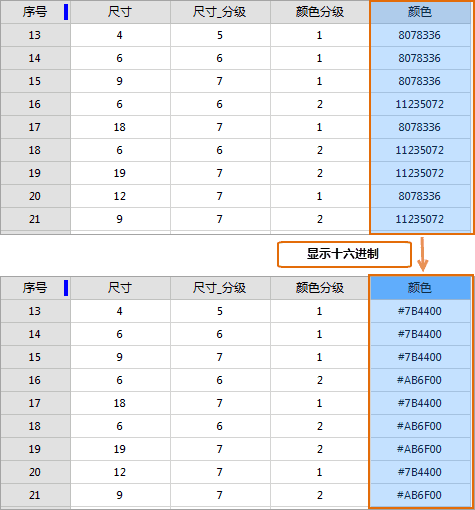 序号 尺寸 尺寸_分级 颜色分级 颜色
13 4 5 1 8078336
14 6 6 1 8078336
15 9 7 1 8078336
16 6 6 2 11235072
17 18 7 1 8078336
18 6 6 2 11235072
19 19 7 2 11235072
20 12 7 1 8078336
21 9 7 2 11235072
显示十六进制
序号 尺寸 尺寸_分级 颜色分级 颜色
13 4 5 1 #7B4400
14 6 6 1 #7B4400
15 9 7 1 #7B4400
16 6 6 2 #AB6F00
17 18 7 1 #7B4400
18 6 6 2 #AB6F00
19 19 7 2 #AB6F00
20 12 7 1 #7B4400
21 9 7 2 #AB6F00